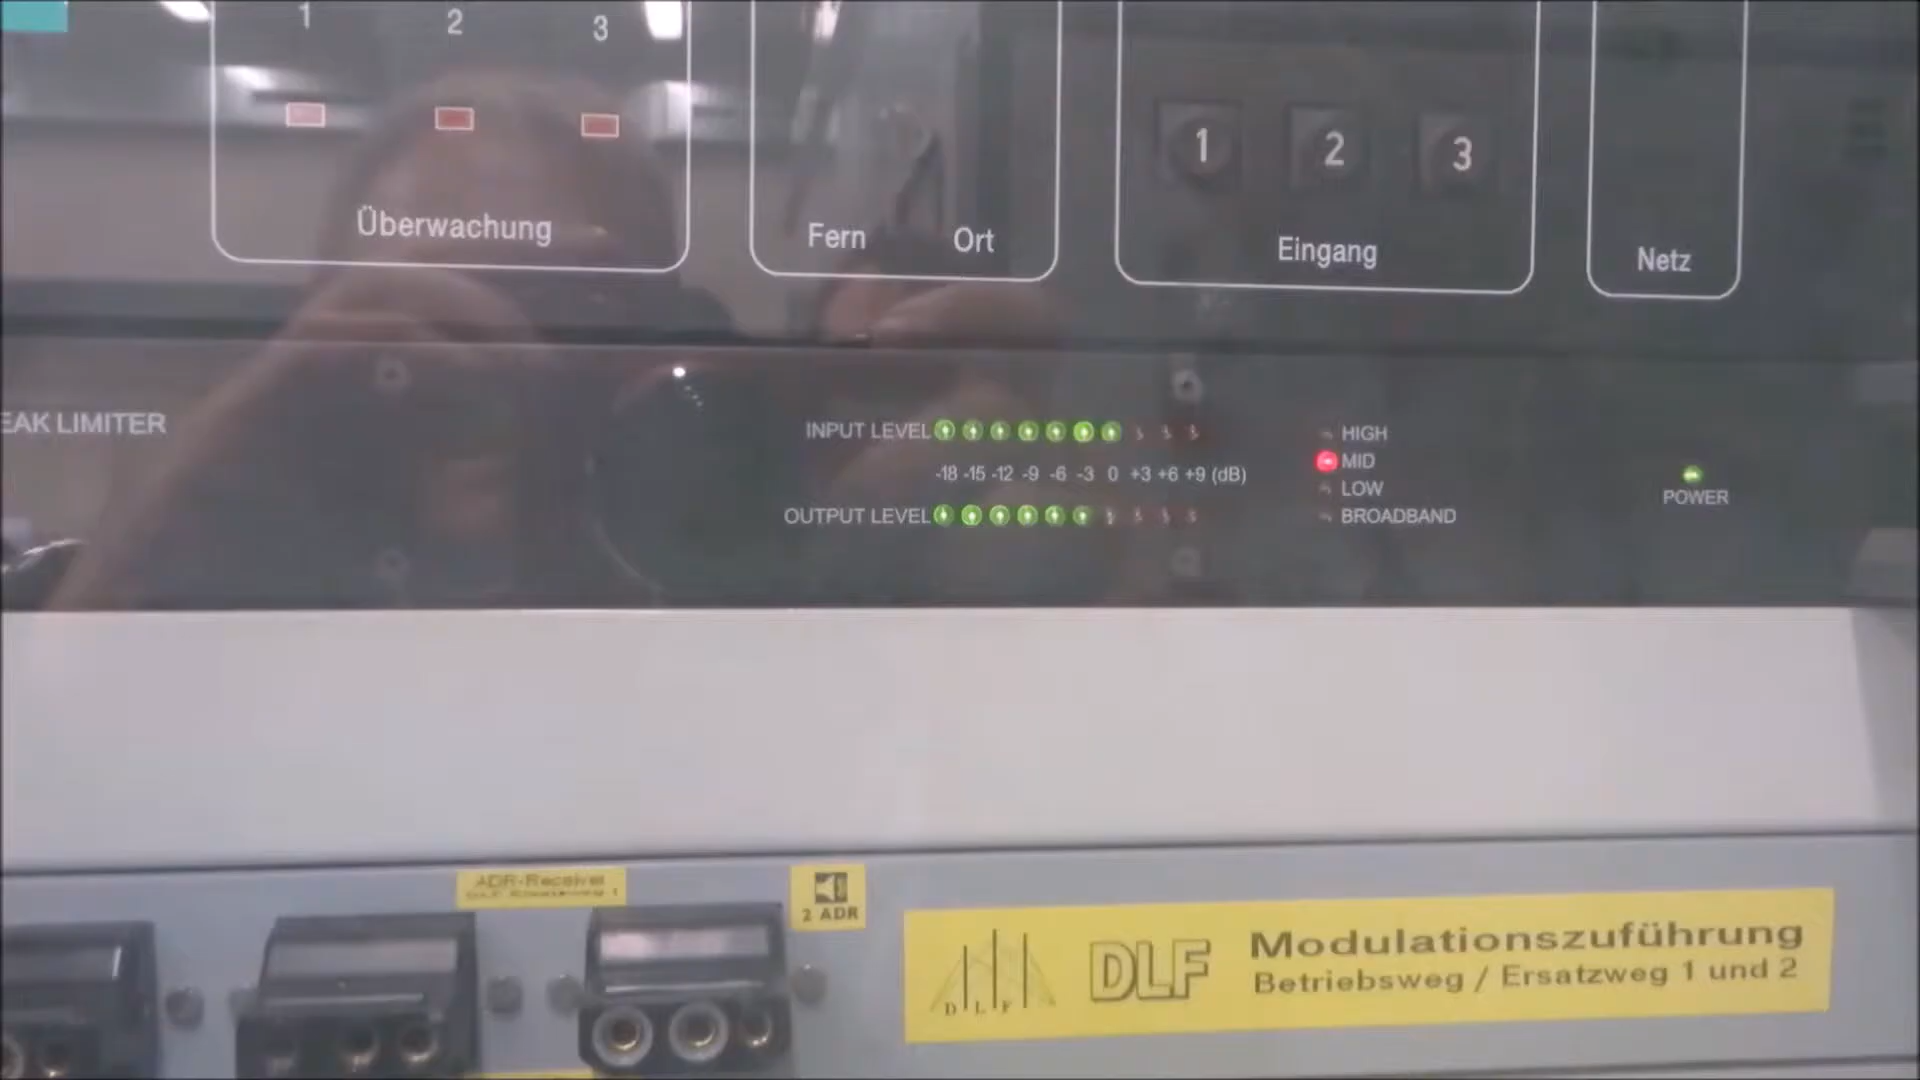 1 2 3
Überwachung
Fern Ort
1 2 3
Eingang
Netz
EAK LIMITER
INPUT LEVEL
-18 -15 -12 -9 -6 -3 0 +3 +6 +9 (dB)
OUTPUT LEVEL
HIGH
MID
LOW
BROADBAND
POWER
ADR-Receiver
2 ADR
DLF
DLF
Modulationszuführung
Betriebsweg / Ersatzweg 1 und 2